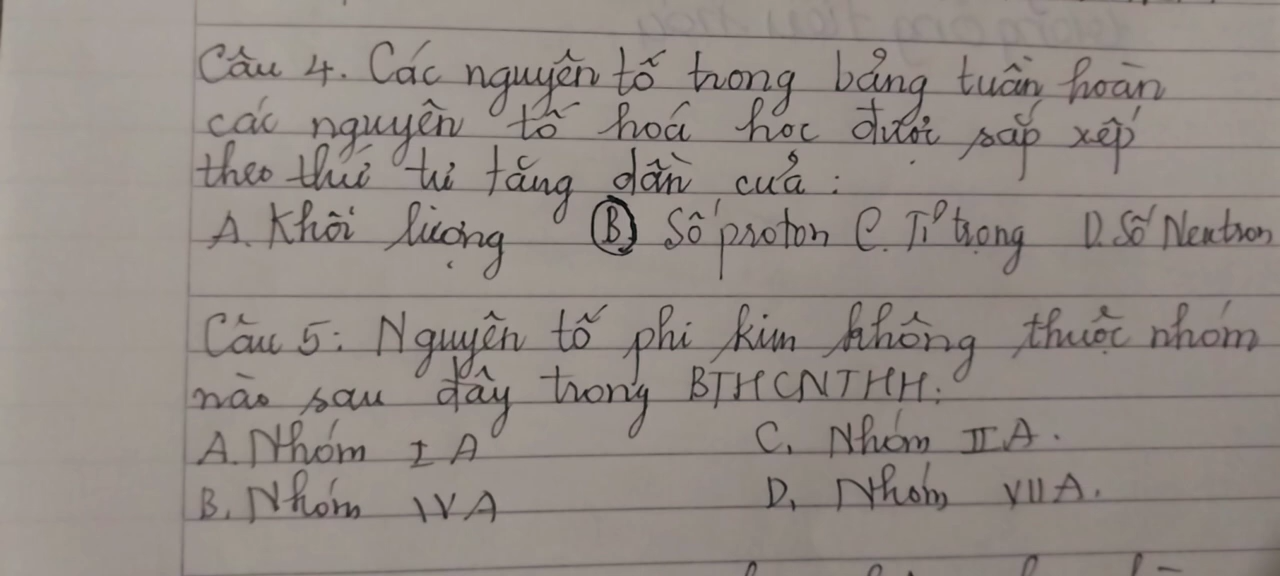 Câu 4. Các nguyên tố trong bảng tuần hoàn
các nguyên tố hoá học được sắp xếp
theo thứ tự tăng dần của :
A. Khối lượng B) Số proton C. Tỉ trọng D. Số Neutron
Câu 5: Nguyên tố phi kim không thuộc nhóm
nào sau đây trong BTHCNTHH:
A. Nhóm IA C. Nhóm IIA.
B. Nhóm IVA D. Nhóm VIIA.